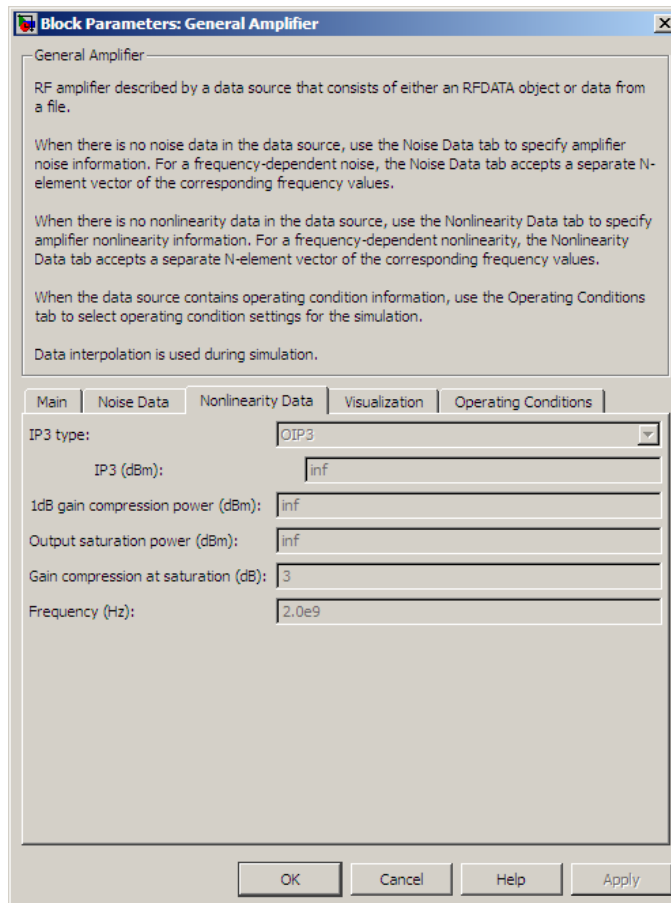 Block Parameters: General Amplifier
General Amplifier
RF amplifier described by a data source that consists of either an RFDATA object or data from
a file.
When there is no noise data in the data source, use the Noise Data tab to specify amplifier
noise information. For a frequency-dependent noise, the Noise Data tab accepts a separate N-
element vector of the corresponding frequency values.
When there is no nonlinearity data in the data source, use the Nonlinearity Data tab to specify
amplifier nonlinearity information. For a frequency-dependent nonlinearity, the Nonlinearity
Data tab accepts a separate N-element vector of the corresponding frequency values.
When the data source contains operating condition information, use the Operating Conditions
tab to select operating condition settings for the simulation.
Data interpolation is used during simulation.
Main Noise Data Nonlinearity Data Visualization Operating Conditions
IP3 type: OIP3
IP3 (dBm): inf
1dB gain compression power (dBm): inf
Output saturation power (dBm): inf
Gain compression at saturation (dB): 3
Frequency (Hz): 2.0e9
OK Cancel Help Apply